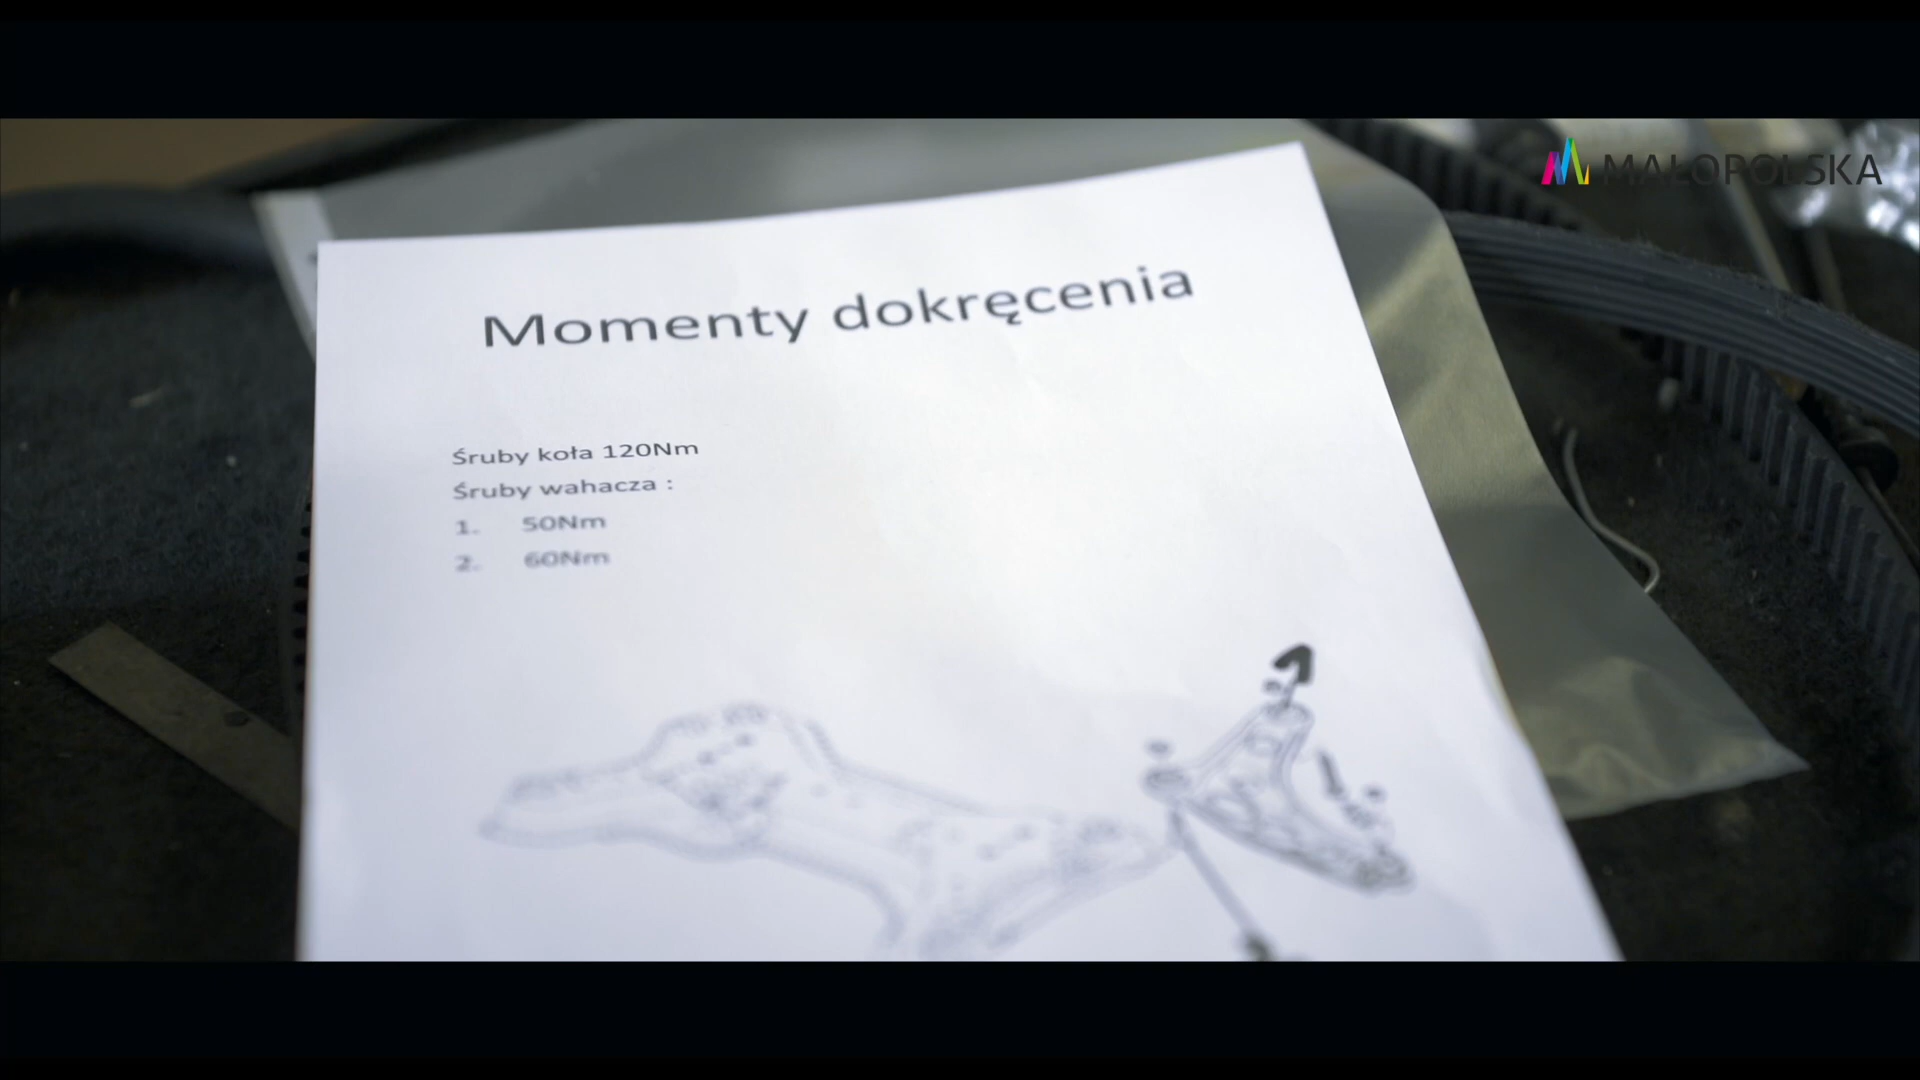 MAŁOPOLSKA
Momenty dokręcenia
Śruby koła 120Nm
Śruby wahacza :
1. 50Nm
2. 60Nm